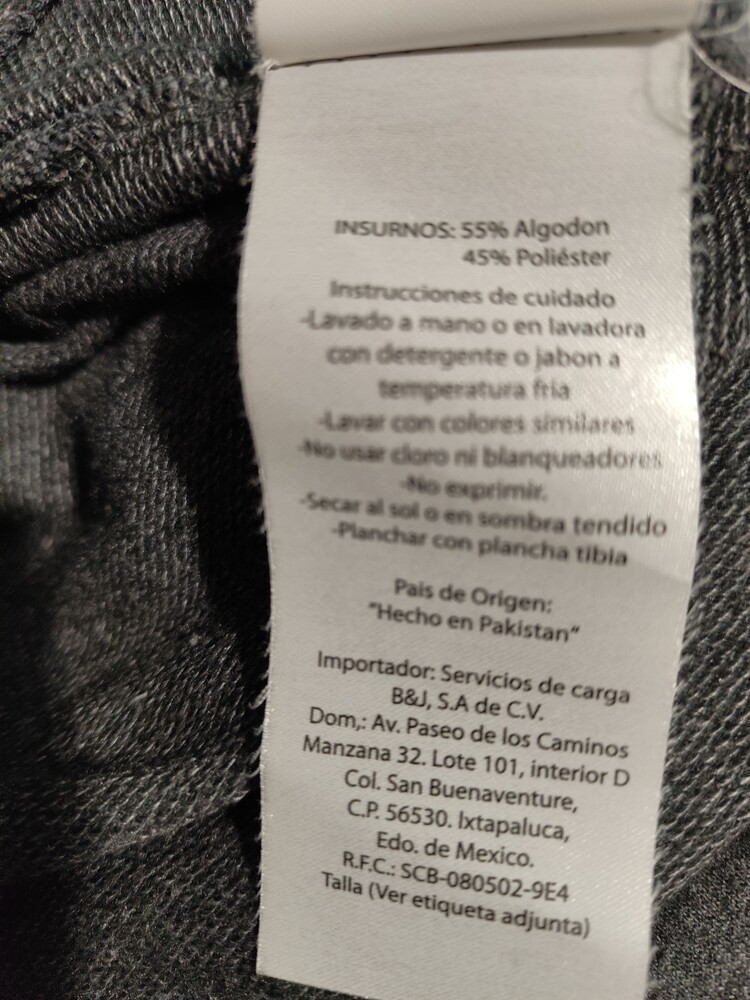 INSURNOS: 55% Algodon
45% Poliéster
Instrucciones de cuidado
-Lavado a mano o en lavadora
con detergente o jabon a
temperatura fria
-Lavar con colores similares
-No usar cloro ni blanqueadores
-No exprimir.
-Secar al sol o en sombra tendido
-Planchar con plancha tibia
Pais de Origen:
"Hecho en Pakistan"
Importador: Servicios de carga
B&J, S.A de C.V.
Dom,: Av. Paseo de los Caminos
Manzana 32. Lote 101, interior D
Col. San Buenaventure,
C.P. 56530. Ixtapaluca,
Edo. de Mexico.
R.F.C.: SCB-080502-9E4
Talla (Ver etiqueta adjunta)